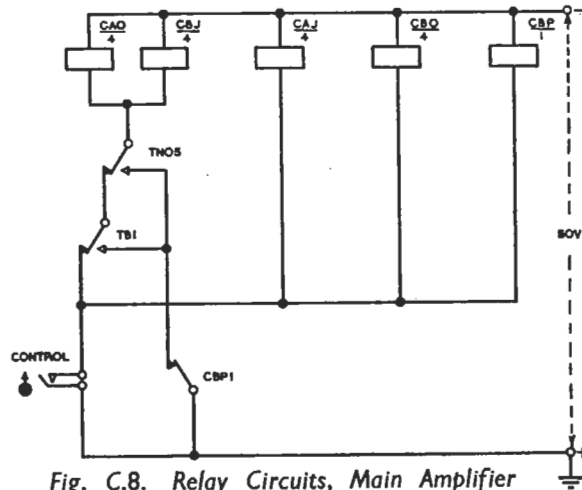 CAO/4 CBJ/4 CAJ/4 CBO/4 CBP/1 -
TNO5
TB1
50V
CONTROL
CBP1
+
Fig. C.8. Relay Circuits, Main Amplifier